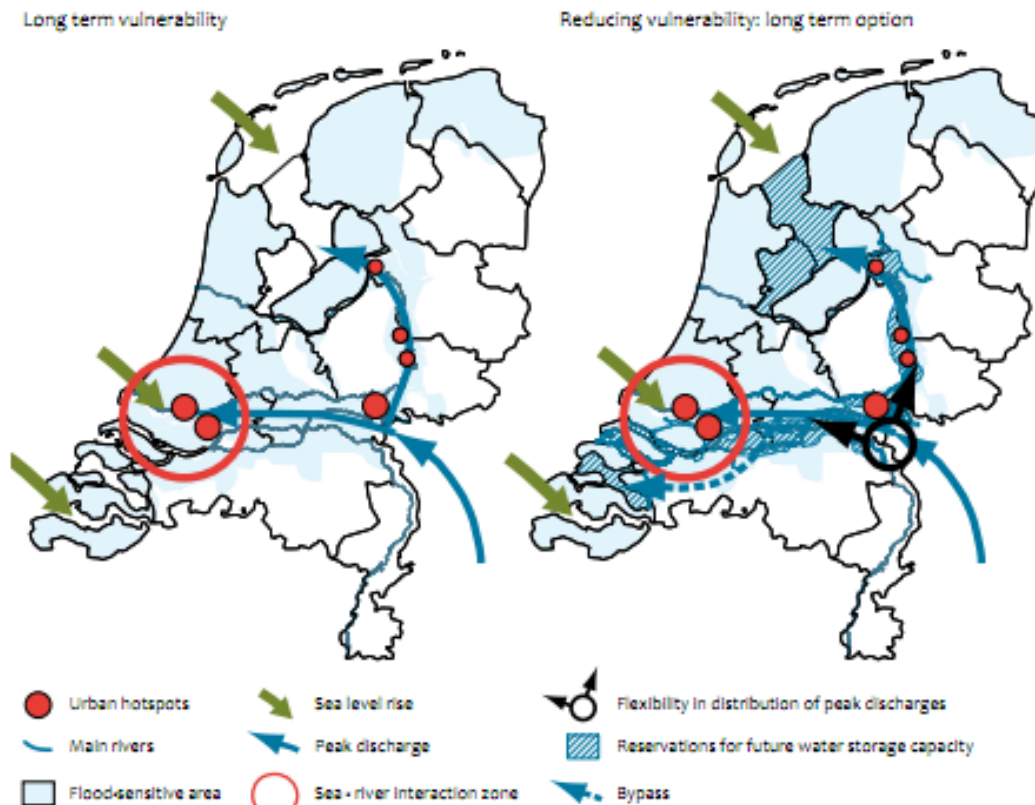 Long term vulnerability
Reducing vulnerability: long term option
Urban hotspots
Sea level rise
Flexibility in distribution of peak discharges
Main rivers
Peak discharge
Reservations for future water storage capacity
Flood-sensitive area
Sea - river interaction zone
Bypass